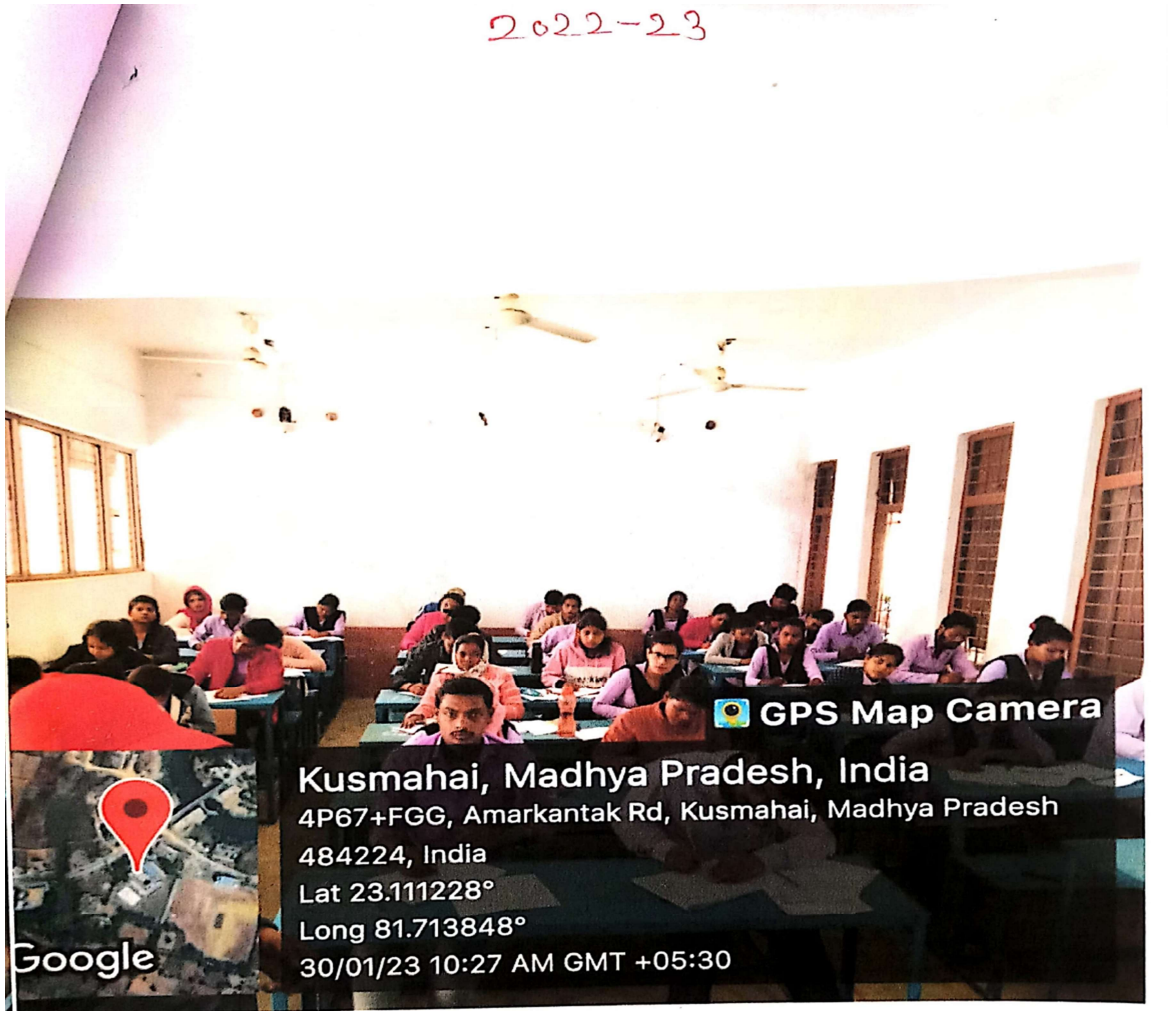 2022-23
GPS Map Camera
Kusmahai, Madhya Pradesh, India
4P67+FGG, Amarkantak Rd, Kusmahai, Madhya Pradesh
484224, India
Lat 23.111228°
Long 81.713848°
30/01/23 10:27 AM GMT +05:30
Google